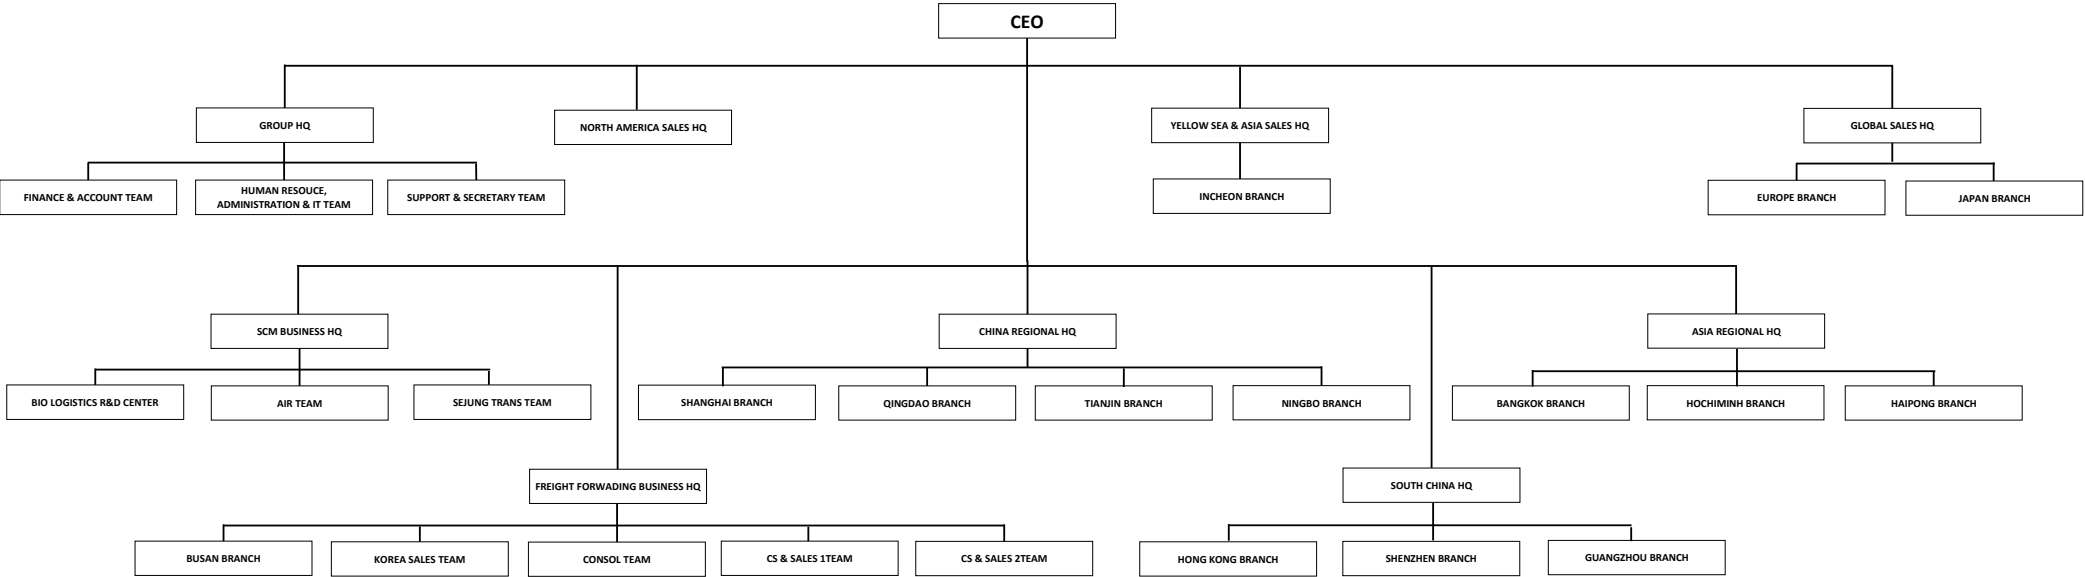 CEO
GROUP HQ
NORTH AMERICA SALES HQ
YELLOW SEA & ASIA SALES HQ
GLOBAL SALES HQ
FINANCE & ACCOUNT TEAM
HUMAN RESOUCE,
ADMINISTRATION & IT TEAM
SUPPORT & SECRETARY TEAM
INCHEON BRANCH
EUROPE BRANCH
JAPAN BRANCH
SCM BUSINESS HQ
CHINA REGIONAL HQ
ASIA REGIONAL HQ
BIO LOGISTICS R&D CENTER
AIR TEAM
SEJUNG TRANS TEAM
SHANGHAI BRANCH
QINGDAO BRANCH
TIANJIN BRANCH
NINGBO BRANCH
BANGKOK BRANCH
HOCHIMINH BRANCH
HAIPONG BRANCH
FREIGHT FORWADING BUSINESS HQ
SOUTH CHINA HQ
BUSAN BRANCH
KOREA SALES TEAM
CONSOL TEAM
CS & SALES 1TEAM
CS & SALES 2TEAM
HONG KONG BRANCH
SHENZHEN BRANCH
GUANGZHOU BRANCH